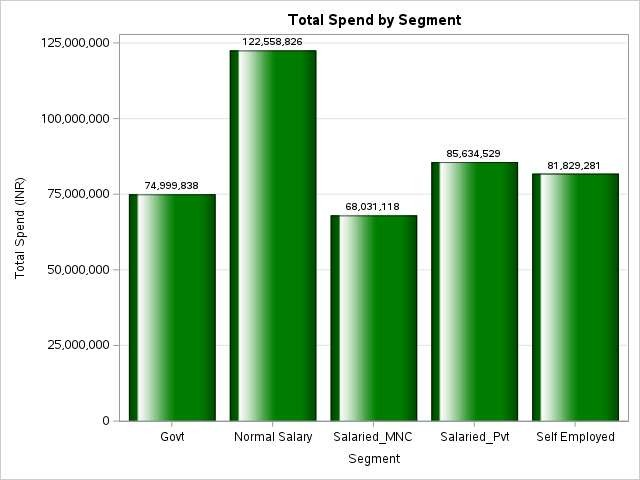 Total Spend by Segment
Total Spend (INR)
125,000,000
100,000,000
75,000,000
50,000,000
25,000,000
0
74,999,838
122,558,826
68,031,118
85,634,529
81,829,281
Govt
Normal Salary
Salaried_MNC
Salaried_Pvt
Self Employed
Segment